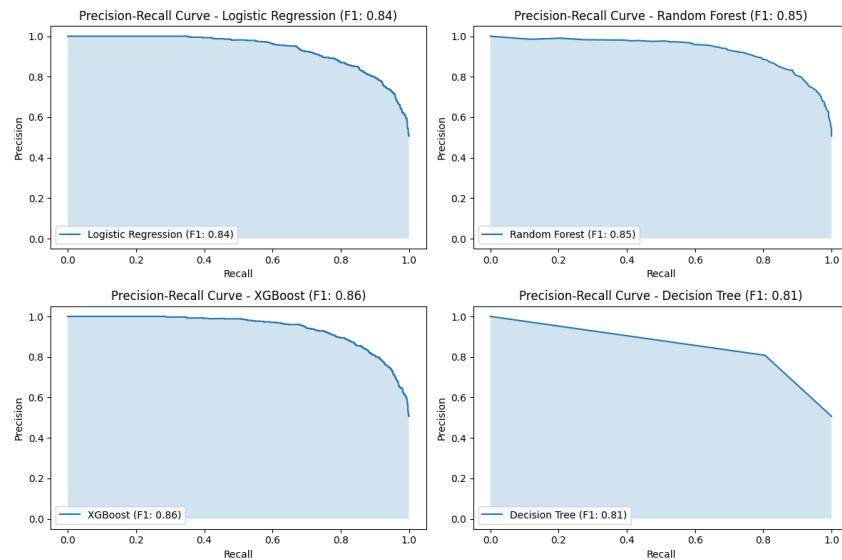 Precision-Recall Curve - Logistic Regression (F1: 0.84)
1.0
0.8
0.6
0.4
0.2
0.0
Precision
Logistic Regression (F1: 0.84)
0.0 0.2 0.4 0.6 0.8 1.0
Recall
Precision-Recall Curve - Random Forest (F1: 0.85)
1.0
0.8
0.6
0.4
0.2
0.0
Precision
Random Forest (F1: 0.85)
0.0 0.2 0.4 0.6 0.8 1.0
Recall
Precision-Recall Curve - XGBoost (F1: 0.86)
1.0
0.8
0.6
0.4
0.2
0.0
Precision
XGBoost (F1: 0.86)
0.0 0.2 0.4 0.6 0.8 1.0
Recall
Precision-Recall Curve - Decision Tree (F1: 0.81)
1.0
0.8
0.6
0.4
0.2
0.0
Precision
Decision Tree (F1: 0.81)
0.0 0.2 0.4 0.6 0.8 1.0
Recall